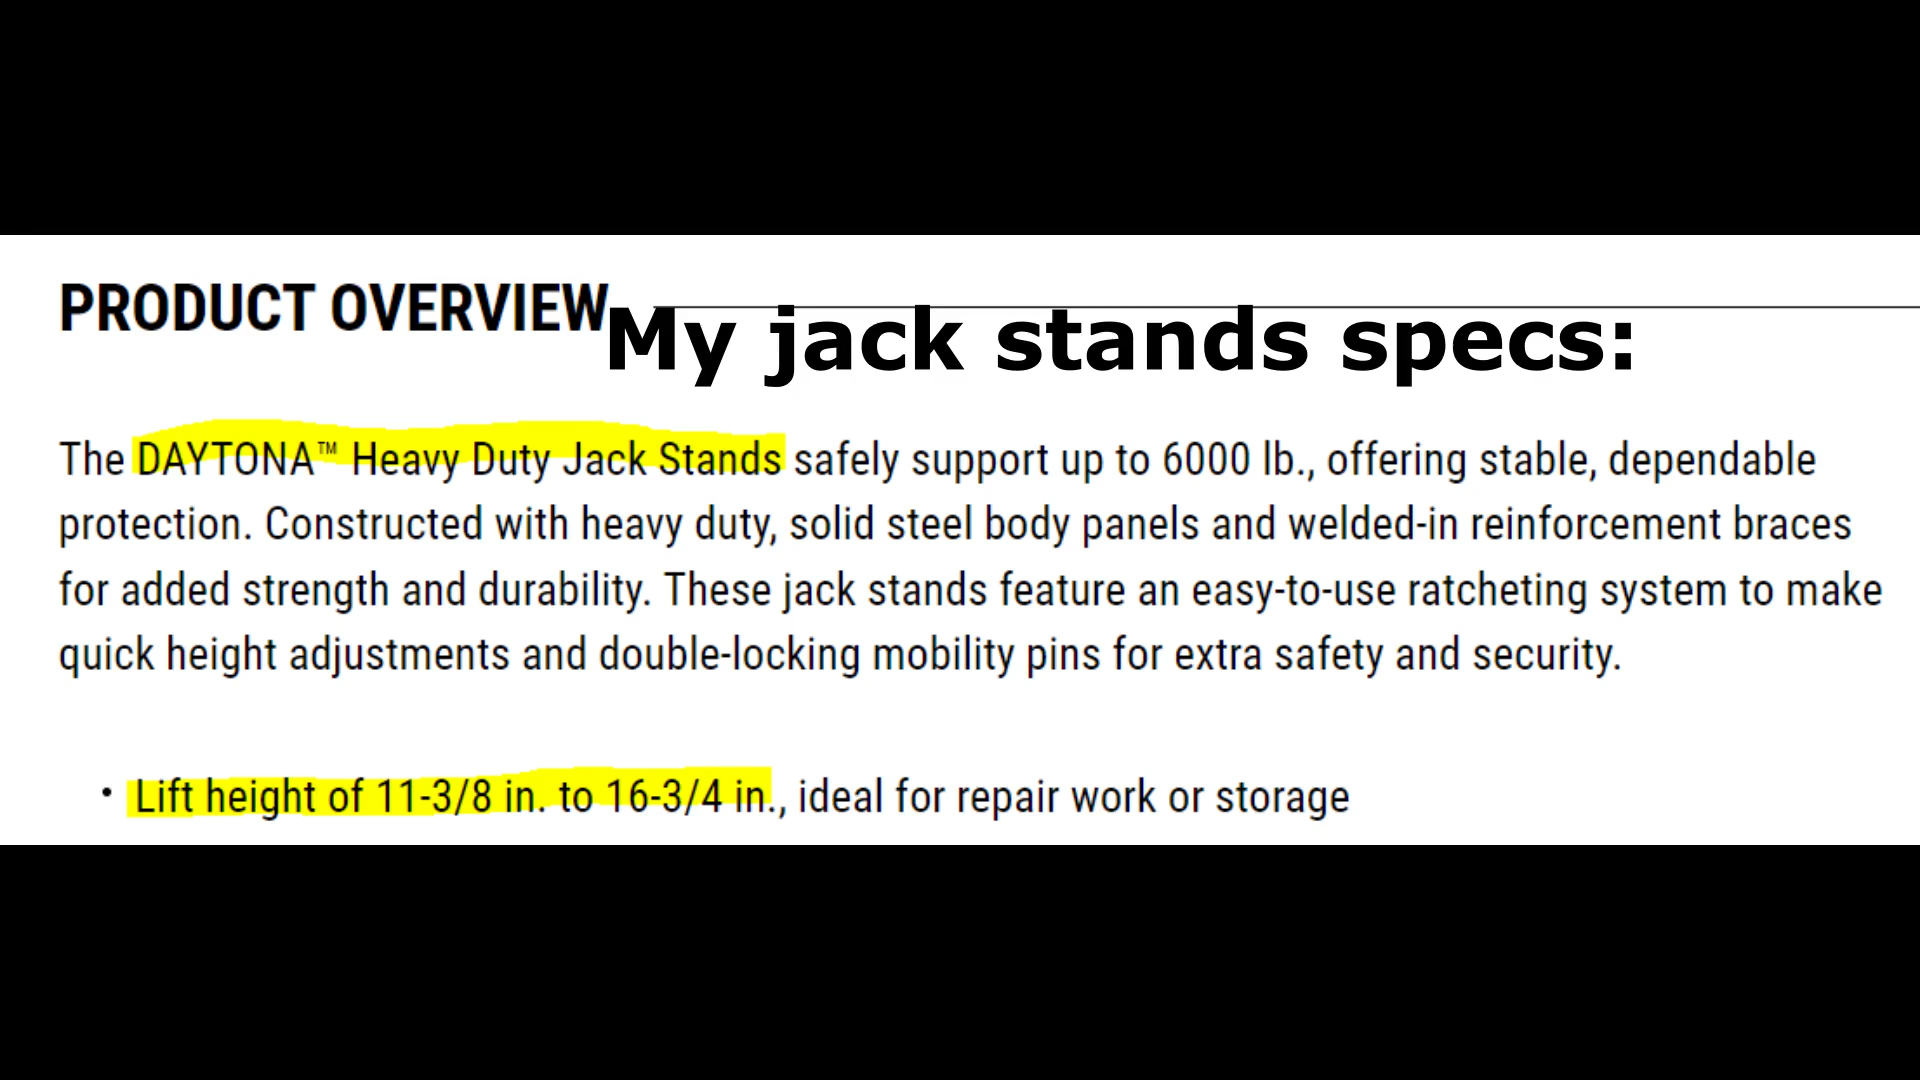 PRODUCT OVERVIEW
My jack stands specs:
The DAYTONA™ Heavy Duty Jack Stands safely support up to 6000 lb., offering stable, dependable
protection. Constructed with heavy duty, solid steel body panels and welded-in reinforcement braces
for added strength and durability. These jack stands feature an easy-to-use ratcheting system to make
quick height adjustments and double-locking mobility pins for extra safety and security.
• Lift height of 11-3/8 in. to 16-3/4 in., ideal for repair work or storage